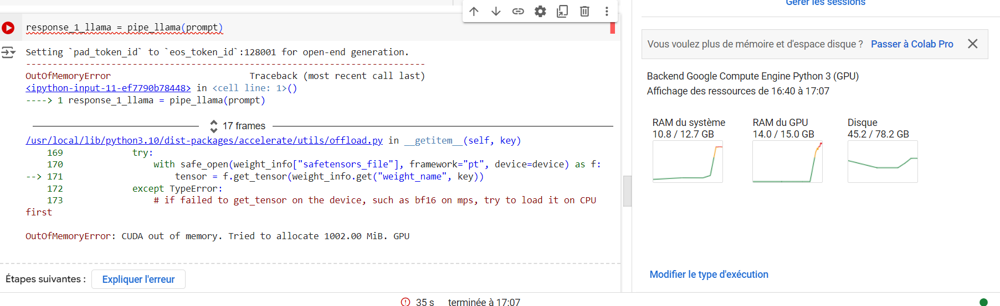 Gérer les sessions
response_1_llama = pipe_llama(prompt)
Setting `pad_token_id` to `eos_token_id`:128001 for open-end generation.
---------------------------------------------------------------------------
OutOfMemoryError                          Traceback (most recent call last)
<ipython-input-11-ef7790b78448> in <cell line: 1>()
----> 1 response_1_llama = pipe_llama(prompt)
17 frames
/usr/local/lib/python3.10/dist-packages/accelerate/utils/offload.py in __getitem__(self, key)
169             try:
170                 with safe_open(weight_info["safetensors_file"], framework="pt", device=device) as f:
--> 171                     tensor = f.get_tensor(weight_info.get("weight_name", key))
172             except TypeError:
173                 # if failed to get_tensor on the device, such as bf16 on mps, try to load it on CPU
first
OutOfMemoryError: CUDA out of memory. Tried to allocate 1002.00 MiB. GPU
Étapes suivantes : Expliquer l'erreur
Vous voulez plus de mémoire et d'espace disque ? Passer à Colab Pro
Backend Google Compute Engine Python 3 (GPU)
Affichage des ressources de 16:40 à 17:07
RAM du système
10.8 / 12.7 GB
RAM du GPU
14.0 / 15.0 GB
Disque
45.2 / 78.2 GB
Modifier le type d'exécution
35 s terminée à 17:07